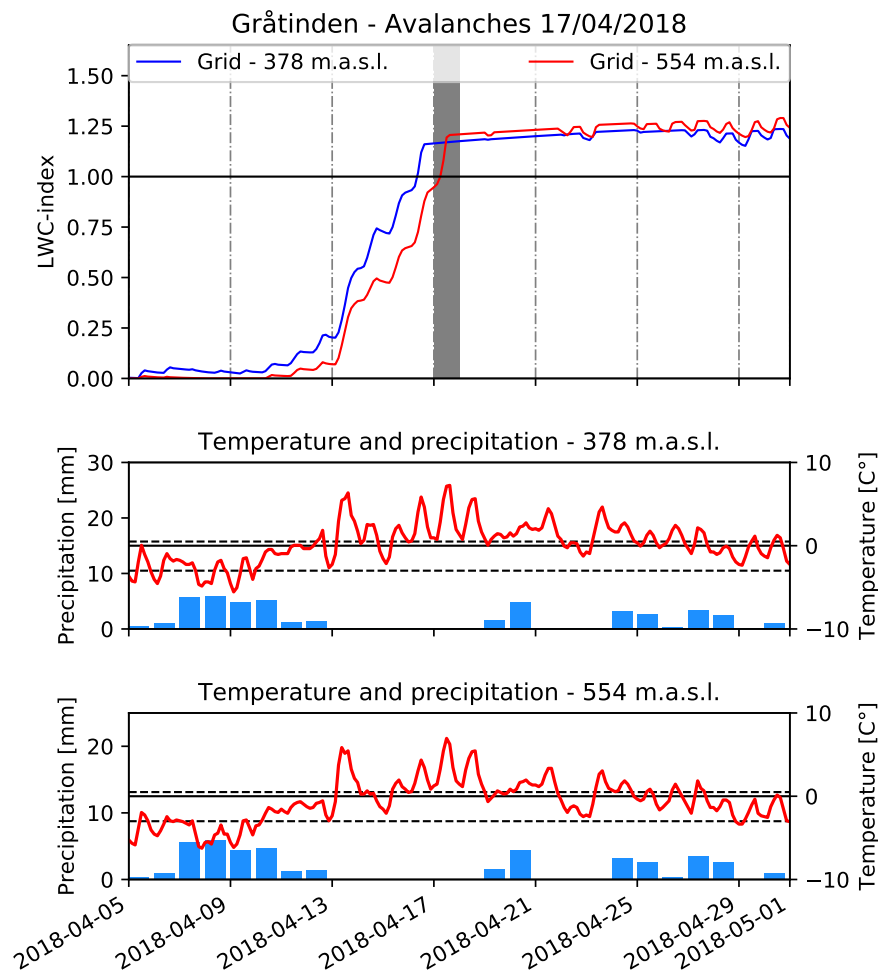 Gråtinden - Avalanches 17/04/2018
Grid - 378 m.a.s.l.
Grid - 554 m.a.s.l.
LWC-index
1.50
1.25
1.00
0.75
0.50
0.25
0.00
Temperature and precipitation - 378 m.a.s.l.
Precipitation [mm]
30
20
10
0
10
0
−10
Temperature [C°]
Temperature and precipitation - 554 m.a.s.l.
Precipitation [mm]
20
10
0
10
0
−10
Temperature [C°]
2018-04-05
2018-04-09
2018-04-13
2018-04-17
2018-04-21
2018-04-25
2018-04-29
2018-05-01